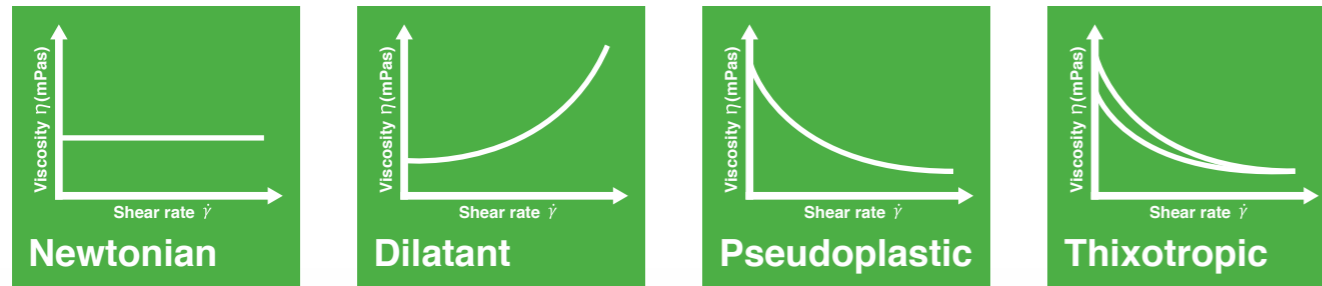 Viscosity η (mPas)
Shear rate γ̇
Newtonian
Viscosity η (mPas)
Shear rate γ̇
Dilatant
Viscosity η (mPas)
Shear rate γ̇
Pseudoplastic
Viscosity η (mPas)
Shear rate γ̇
Thixotropic